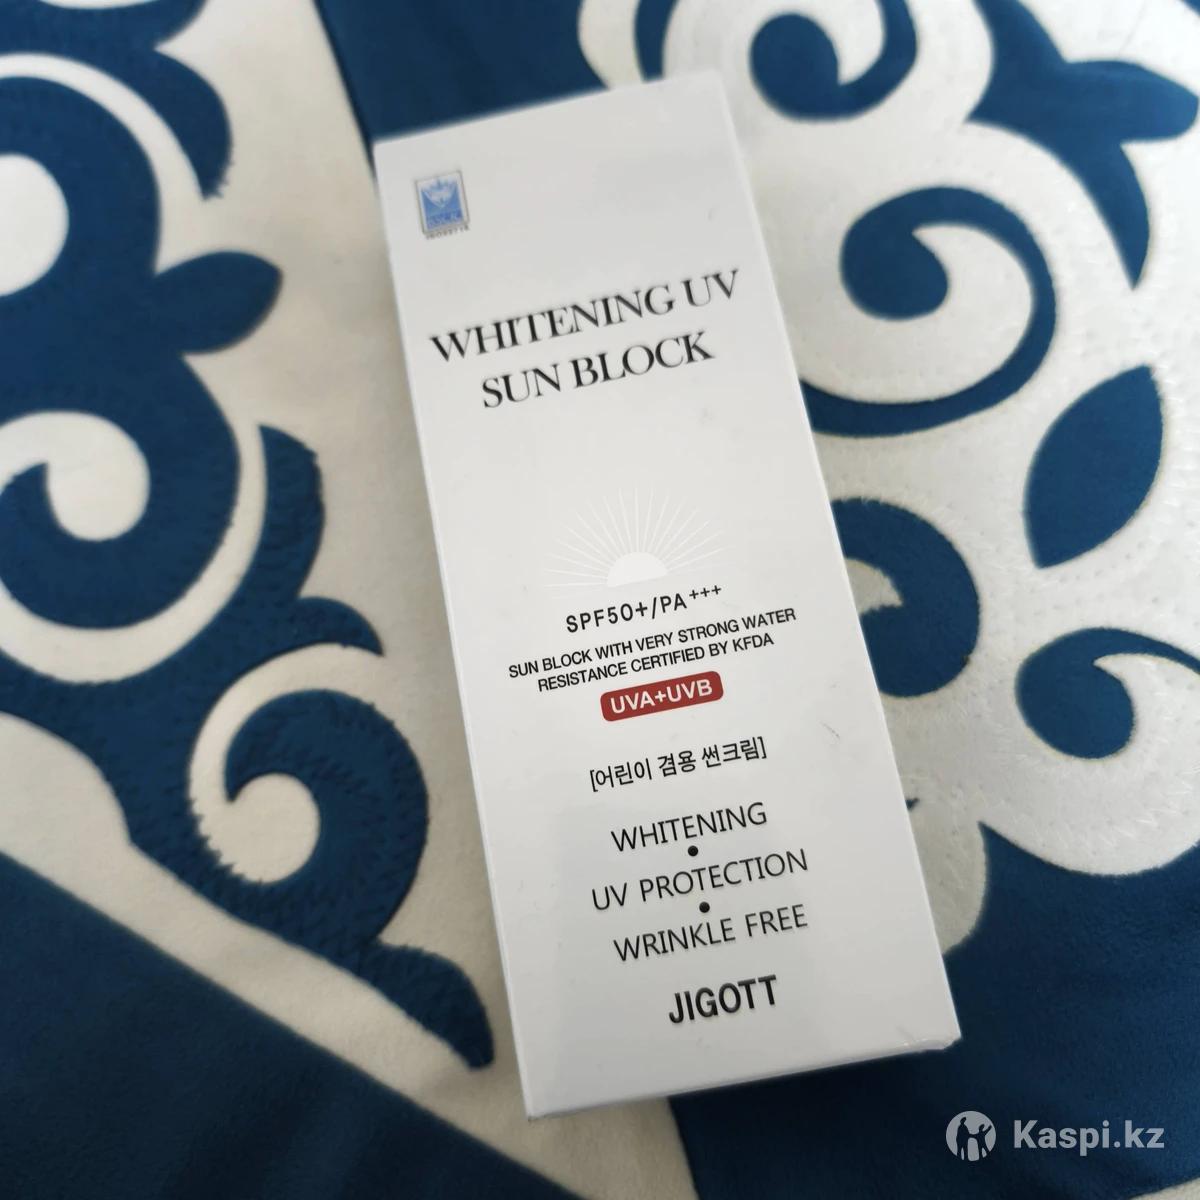 WHITENING UV
SUN BLOCK
SPF50+/PA+++
SUN BLOCK WITH VERY STRONG WATER
RESISTANCE CERTIFIED BY KFDA
UVA+UVB
[어린이 겸용 썬크림]
WHITENING
•
UV PROTECTION
•
WRINKLE FREE
JIGOTT
Kaspi.kz